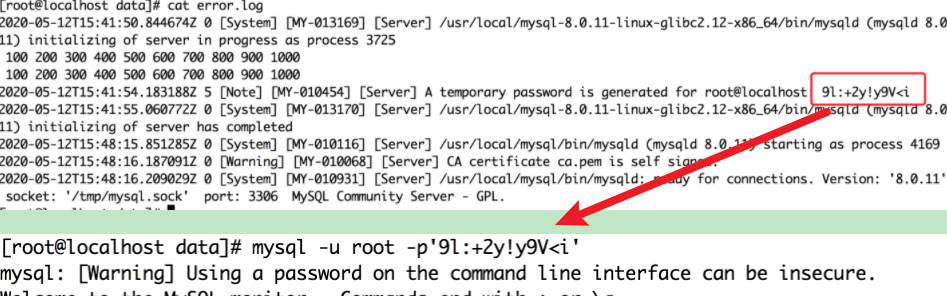 [root@localhost data]# cat error.log
2020-05-12T15:41:50.844674Z 0 [System] [MY-013169] [Server] /usr/local/mysql-8.0.11-linux-glibc2.12-x86_64/bin/mysqld (mysqld 8.0
11) initializing of server in progress as process 3725
100 200 300 400 500 600 700 800 900 1000
100 200 300 400 500 600 700 800 900 1000
2020-05-12T15:41:54.183188Z 5 [Note] [MY-010454] [Server] A temporary password is generated for root@localhost 9l:+2y!y9V<i
2020-05-12T15:41:55.060772Z 0 [System] [MY-013170] [Server] /usr/local/mysql-8.0.11-linux-glibc2.12-x86_64/bin/mysqld (mysqld 8.0
11) initializing of server has completed
2020-05-12T15:48:15.851285Z 0 [System] [MY-010116] [Server] /usr/local/mysql/bin/mysqld (mysqld 8.0.11) starting as process 4169
2020-05-12T15:48:16.187091Z 0 [Warning] [MY-010068] [Server] CA certificate ca.pem is self signed.
2020-05-12T15:48:16.209029Z 0 [System] [MY-010931] [Server] /usr/local/mysql/bin/mysqld: ready for connections. Version: '8.0.11'
socket: '/tmp/mysql.sock' port: 3306 MySQL Community Server - GPL.
[root@localhost data]# mysql -u root -p'9l:+2y!y9V<i'
mysql: [Warning] Using a password on the command line interface can be insecure.
Welcome to the MySQL monitor. Commands end with ; or \g.